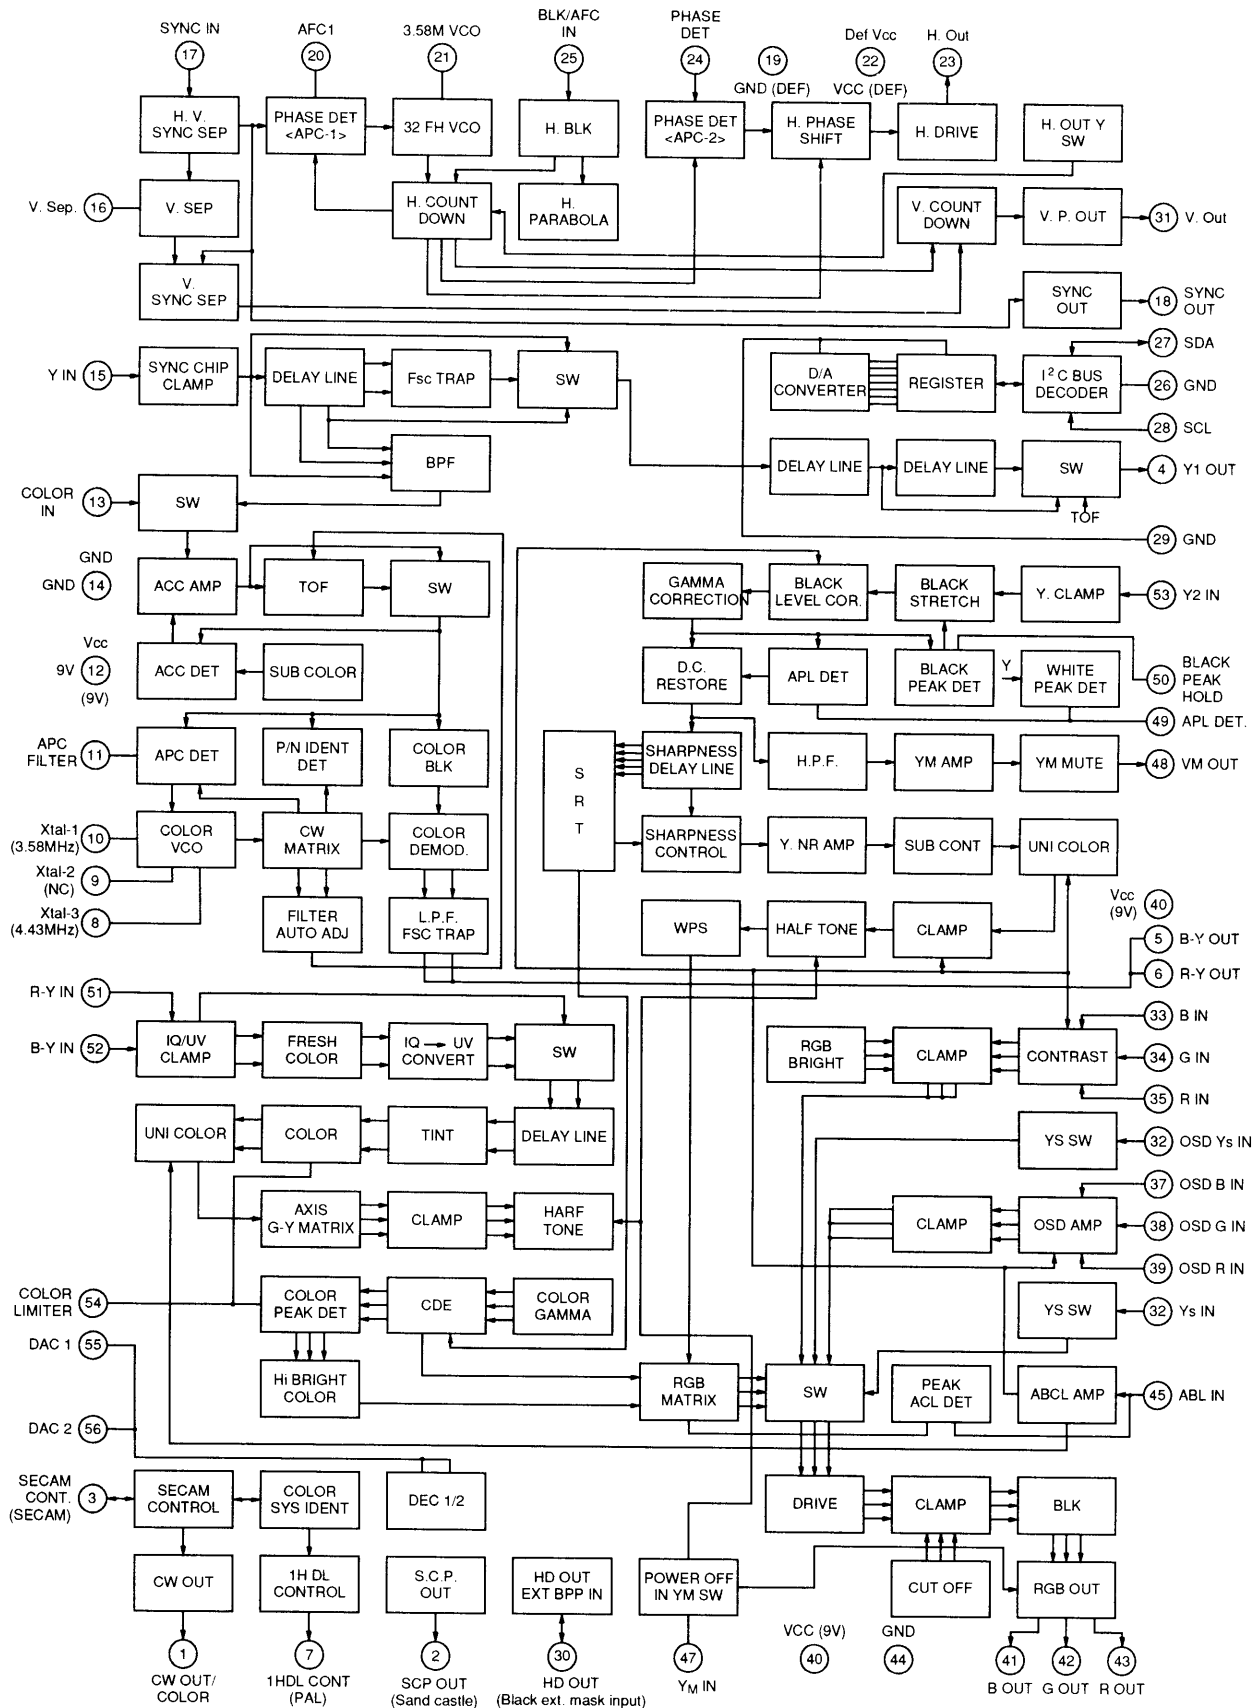 SYNC IN
AFC1
3.58M VCO
BLK/AFC
IN
PHASE
DET
Def Vcc
H. Out
17
20
21
25
24
19
22
23
GND (DEF)
VCC (DEF)
H. V.
SYNC SEP
PHASE DET
<APC-1>
32 FH VCO
H. BLK
PHASE DET
<APC-2>
H. PHASE
SHIFT
H. DRIVE
H. OUT Y
SW
V. Sep.
16
V. SEP
H. COUNT
DOWN
H.
PARABOLA
V. COUNT
DOWN
V. P. OUT
31
V. Out
V.
SYNC SEP
SYNC
OUT
18
SYNC
OUT
Y IN
15
SYNC CHIP
CLAMP
DELAY LINE
Fsc TRAP
SW
D/A
CONVERTER
REGISTER
I2C BUS
DECODER
27
SDA
26
GND
28
SCL
BPF
DELAY LINE
DELAY LINE
SW
4
Y1 OUT
TOF
COLOR
IN
13
SW
29
GND
GND
GND
14
ACC AMP
TOF
SW
GAMMA
CORRECTION
BLACK
LEVEL COR.
BLACK
STRETCH
Y. CLAMP
53
Y2 IN
Vcc
9V
12
(9V)
ACC DET
SUB COLOR
D.C.
RESTORE
APL DET
BLACK
PEAK DET
Y
WHITE
PEAK DET
50
BLACK
PEAK
HOLD
49
APL DET.
APC
FILTER
11
APC DET
P/N IDENT
DET
COLOR
BLK
S
R
T
SHARPNESS
DELAY LINE
H.P.F.
YM AMP
YM MUTE
48
VM OUT
Xtal-1
(3.58MHz)
10
COLOR
VCO
CW
MATRIX
COLOR
DEMOD.
SHARPNESS
CONTROL
Y. NR AMP
SUB CONT
UNI COLOR
Xtal-2
(NC)
9
Xtal-3
(4.43MHz)
8
FILTER
AUTO ADJ
L.P.F.
FSC TRAP
WPS
HALF TONE
CLAMP
Vcc
(9V)
40
5
B-Y OUT
6
R-Y OUT
R-Y IN
51
B-Y IN
52
IQ/UV
CLAMP
FRESH
COLOR
IQ → UV
CONVERT
SW
RGB
BRIGHT
CLAMP
CONTRAST
33
B IN
34
G IN
35
R IN
UNI COLOR
COLOR
TINT
DELAY LINE
YS SW
32
OSD Ys IN
AXIS
G-Y MATRIX
CLAMP
HARF
TONE
CLAMP
OSD AMP
37
OSD B IN
38
OSD G IN
39
OSD R IN
COLOR
LIMITER
54
COLOR
PEAK DET
CDE
COLOR
GAMMA
YS SW
32
Ys IN
DAC 1
55
Hi BRIGHT
COLOR
RGB
MATRIX
SW
PEAK
ACL DET
ABCL AMP
45
ABL IN
DAC 2
56
SECAM
CONT.
(SECAM)
3
SECAM
CONTROL
COLOR
SYS IDENT
DEC 1/2
DRIVE
CLAMP
BLK
CW OUT
1H DL
CONTROL
S.C.P.
OUT
HD OUT
EXT BPP IN
POWER OFF
IN YM SW
CUT OFF
RGB OUT
1
7
2
30
47
VCC (9V)
40
GND
44
41
42
43
CW OUT/
COLOR
1HDL CONT
(PAL)
SCP OUT
(Sand castle)
HD OUT
(Black ext. mask input)
YM IN
B OUT
G OUT
R OUT